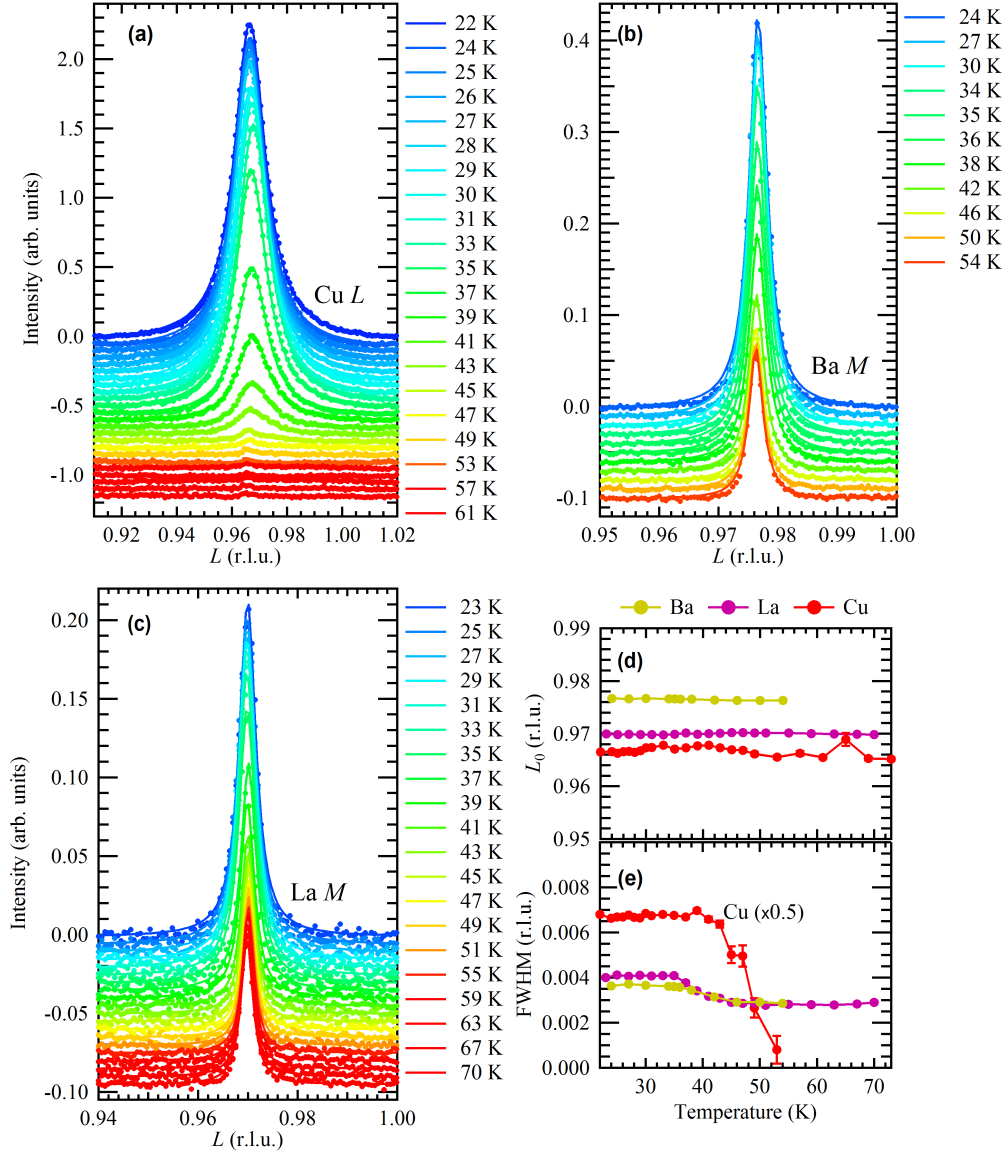 (a)
2.0
1.5
1.0
0.5
0.0
-0.5
-1.0
Intensity (arb. units)
Cu L
0.92 0.94 0.96 0.98 1.00 1.02
L (r.l.u.)
22 K
24 K
25 K
26 K
27 K
28 K
29 K
30 K
31 K
33 K
35 K
37 K
39 K
41 K
43 K
45 K
47 K
49 K
53 K
57 K
61 K
(b)
0.4
0.3
0.2
0.1
0.0
-0.1
Ba M
0.95 0.96 0.97 0.98 0.99 1.00
L (r.l.u.)
24 K
27 K
30 K
34 K
35 K
36 K
38 K
42 K
46 K
50 K
54 K
(c)
0.20
0.15
0.10
0.05
0.00
-0.05
-0.10
Intensity (arb. units)
La M
0.94 0.96 0.98 1.00
L (r.l.u.)
23 K
25 K
27 K
29 K
31 K
33 K
35 K
37 K
39 K
41 K
43 K
45 K
47 K
49 K
51 K
55 K
59 K
63 K
67 K
70 K
Ba La Cu
(d)
0.99
0.98
0.97
0.96
0.95
L0 (r.l.u.)
(e)
Cu (x0.5)
0.008
0.006
0.004
0.002
0.000
FWHM (r.l.u.)
30 40 50 60 70
Temperature (K)